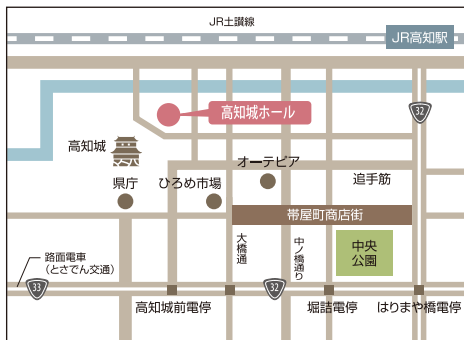 JR土讃線
JR高知駅
高知城ホール
32
高知城
オーテピア
県庁
ひろめ市場
追手筋
帯屋町商店街
大橋通
中ノ橋通り
中央
公園
路面電車
（とさでん交通）
33
32
高知城前電停
堀詰電停
はりまや橋電停